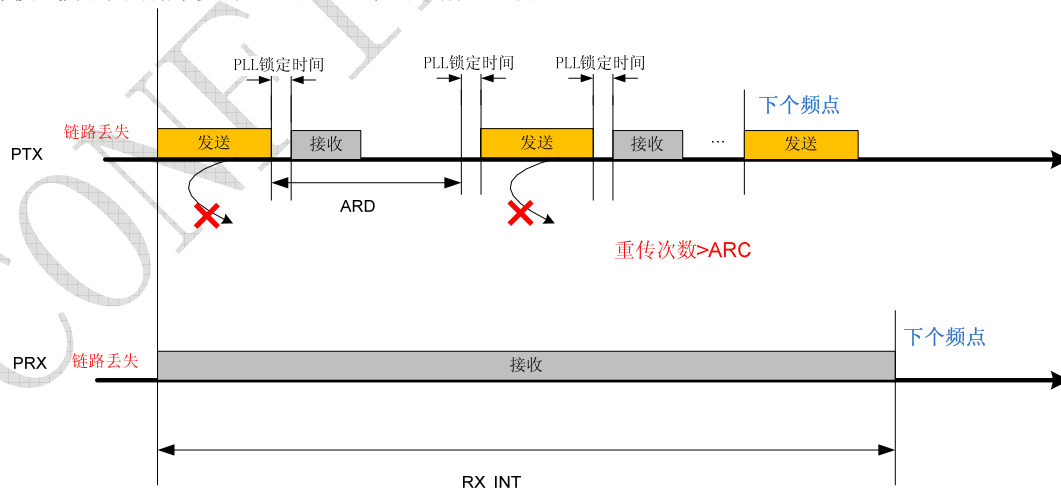 PLL锁定时间
PLL锁定时间
PLL锁定时间
下个频点
链路丢失
PTX
发送
接收
发送
接收
...
发送
ARD
重传次数>ARC
下个频点
PRX
链路丢失
接收
RX_INT